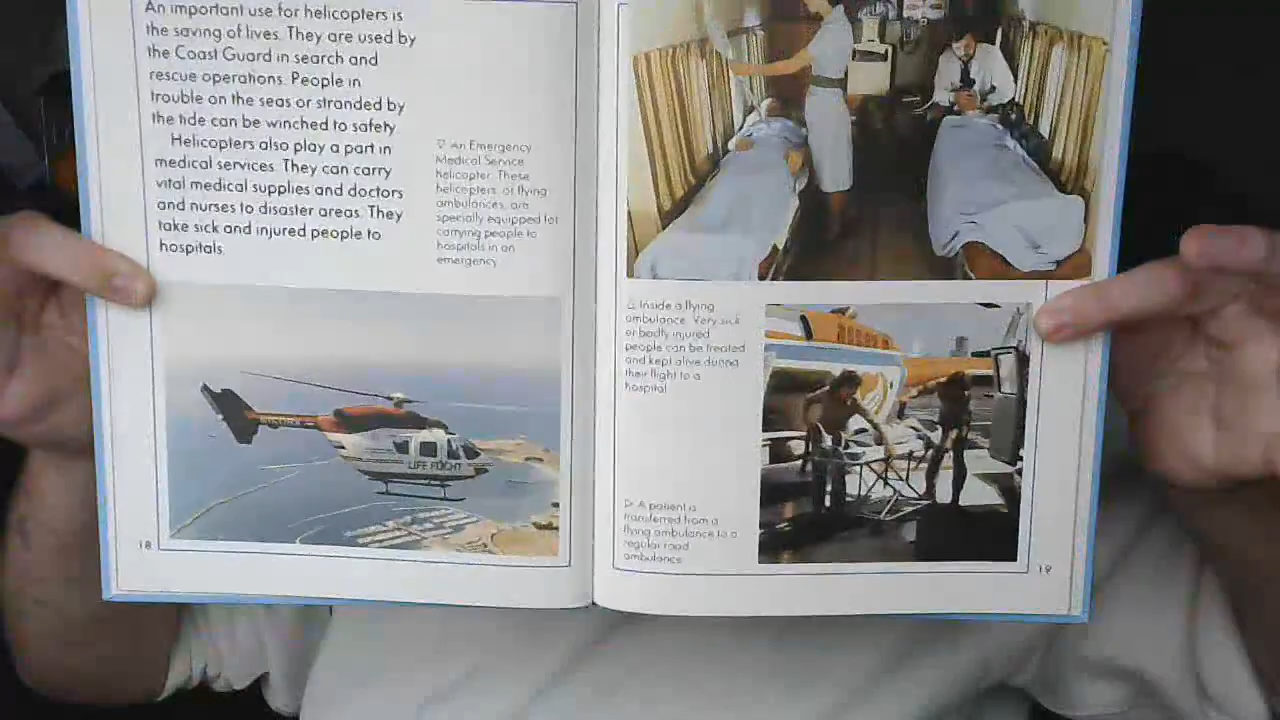 An important use for helicopters is
the saving of lives. They are used by
the Coast Guard in search and
rescue operations. People in
trouble on the seas or stranded by
the tide can be winched to safety
Helicopters also play a part in
medical services. They can carry
vital medical supplies and doctors
and nurses to disaster areas. They
take sick and injured people to
hospitals.
▽ An Emergency
Medical Service
helicopter. These
helicopters, or flying
ambulances, are
specially equipped for
carrying people to
hospitals in an
emergency.
LIFE FLIGHT
18
△ Inside a flying
ambulance. Very sick
or badly injured
people can be treated
and kept alive during
their flight to a
hospital.
▷ A patient is
transferred from a
flying ambulance to a
regular road
ambulance.
19